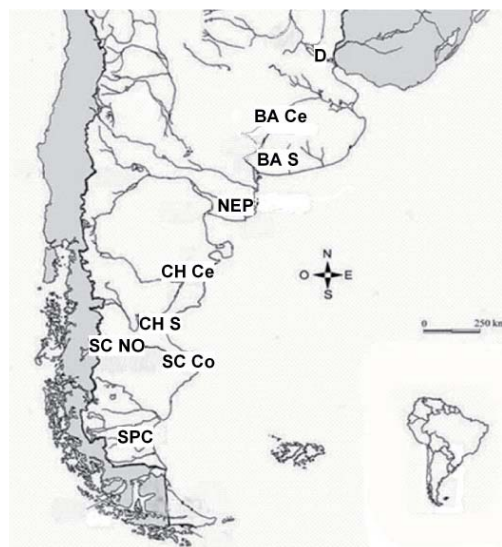 D
BA Ce
BA S
NEP
CH Ce
N
O E
S
CH S
SC NO
SC Co
0 250 km
SPC